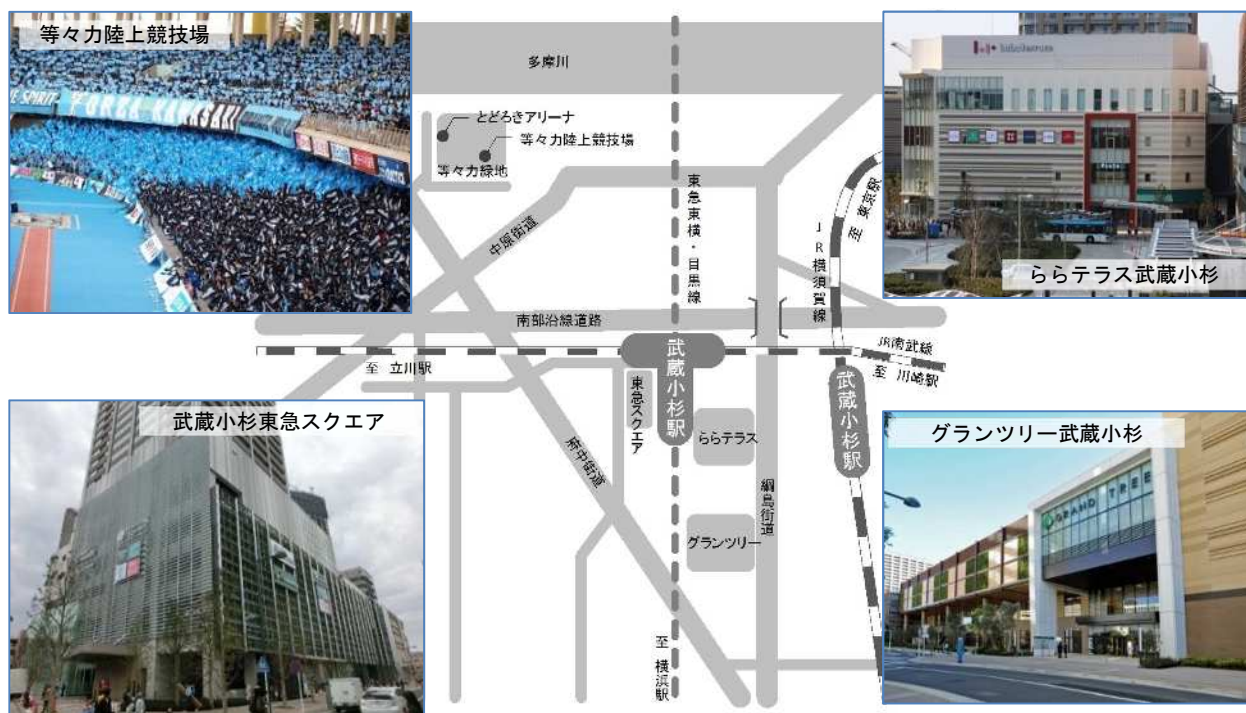 等々力陸上競技場
E SPIRIT
FORZA KAWASAKI
多摩川
とどろきアリーナ
等々力陸上競技場
等々力緑地
中原街道
東急東横・目黒線
JR横須賀線
至 東京駅
ららテラス武蔵小杉
南部沿線道路
至 立川駅
武蔵小杉駅
JR南武線
至 川崎駅
東急スクエア
ららテラス
武蔵小杉駅
府中街道
綱島街道
グランツリー
至 横浜駅
武蔵小杉東急スクエア
グランツリー武蔵小杉
GRAND TREE